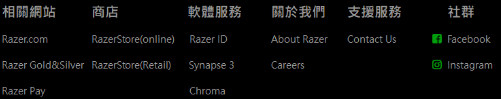 相關網站 商店 軟體服務 關於我們 支援服務 社群
Razer.com RazerStore(online) Razer ID About Razer Contact Us Facebook
Razer Gold&Silver RazerStore(Retail) Synapse 3 Careers Instagram
Razer Pay Chroma